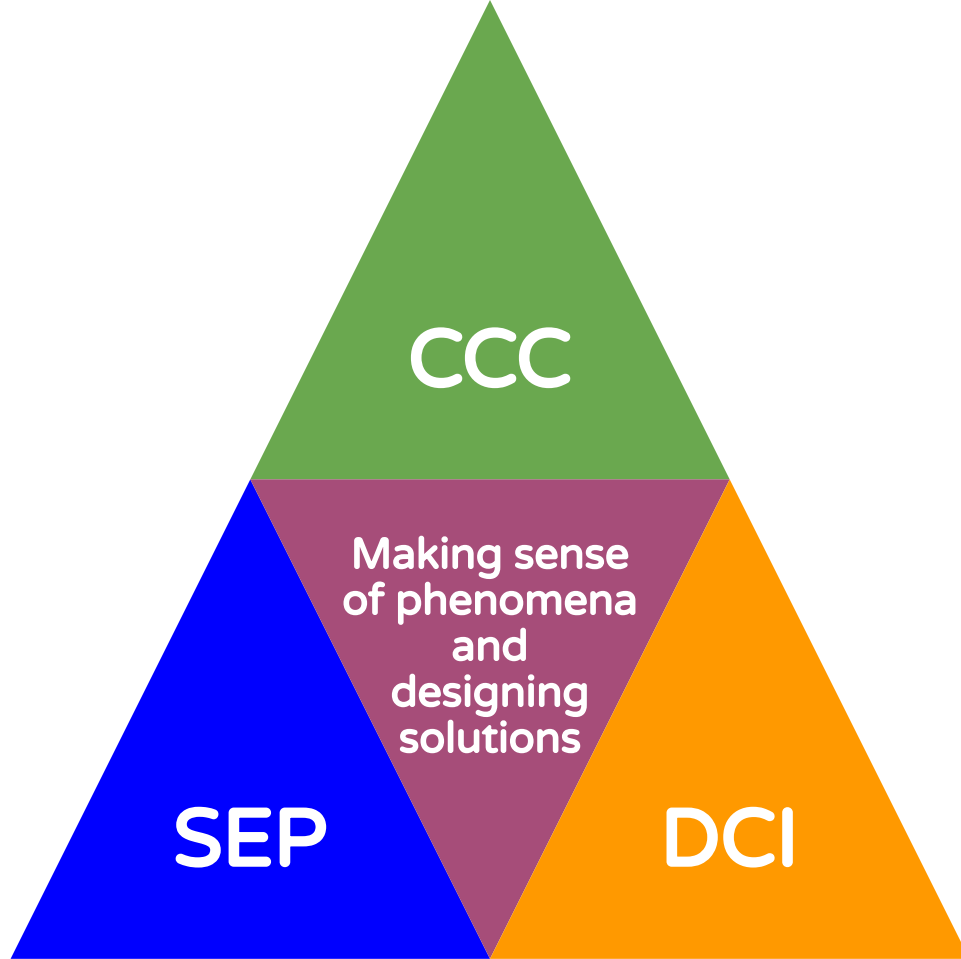 CCC
Making sense
of phenomena
and
designing
solutions
SEP
DCI